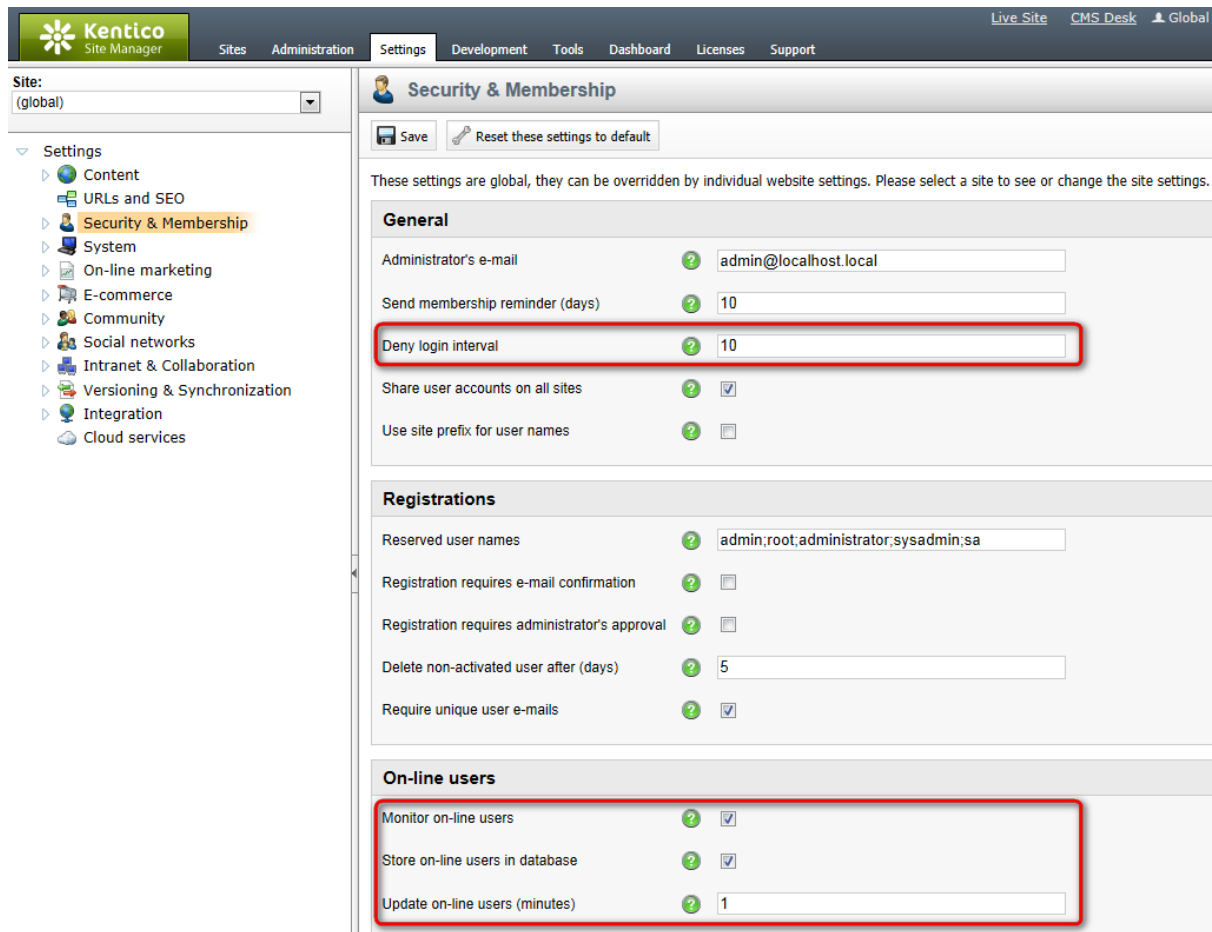 Live Site CMS Desk Global
Kentico
Site Manager
Sites Administration Settings Development Tools Dashboard Licenses Support
Site:
(global)
Settings
Content
URLs and SEO
Security & Membership
System
On-line marketing
E-commerce
Community
Social networks
Intranet & Collaboration
Versioning & Synchronization
Integration
Cloud services
Security & Membership
Save Reset these settings to default
These settings are global, they can be overridden by individual website settings. Please select a site to see or change the site settings.
General
Administrator's e-mail ? admin@localhost.local
Send membership reminder (days) ? 10
Deny login interval ? 10
Share user accounts on all sites ?
Use site prefix for user names ?
Registrations
Reserved user names ? admin;root;administrator;sysadmin;sa
Registration requires e-mail confirmation ?
Registration requires administrator's approval ?
Delete non-activated user after (days) ? 5
Require unique user e-mails ?
On-line users
Monitor on-line users ?
Store on-line users in database ?
Update on-line users (minutes) ? 1